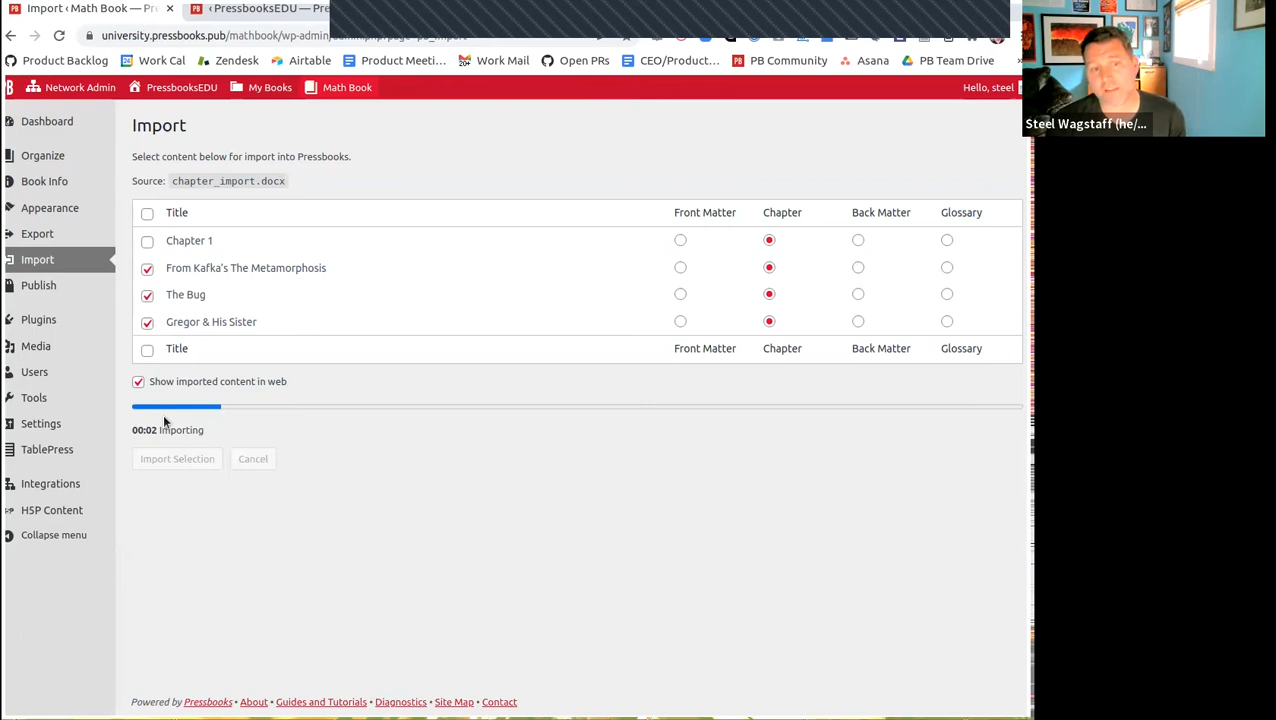 Import ‹ Math Book — Pr
‹ PressbooksEDU — Pre
university.pressbooks.pub/mathbook/wp-admin/admin.php?page=pb_import
Product Backlog
Work Cal
Zendesk
Airtable
Product Meeti...
Work Mail
Open PRs
CEO/Product...
PB Community
Asana
PB Team Drive
»
Network Admin
PressbooksEDU
My Books
Math Book
Hello, steel
Steel Wagstaff (he/...
Dashboard
Organize
Book Info
Appearance
Export
Import
Publish
Plugins
Media
Users
Tools
Settings
TablePress
Integrations
H5P Content
Collapse menu
Import
Select content below for import into Pressbooks.
Source: chapter_import.docx
Title Front Matter Chapter Back Matter Glossary
Chapter 1
From Kafka's The Metamorphosis
The Bug
Gregor & His Sister
Title Front Matter Chapter Back Matter Glossary
Show imported content in web
00:02 Importing
Import Selection Cancel
Powered by Pressbooks • About • Guides and Tutorials • Diagnostics • Site Map • Contact